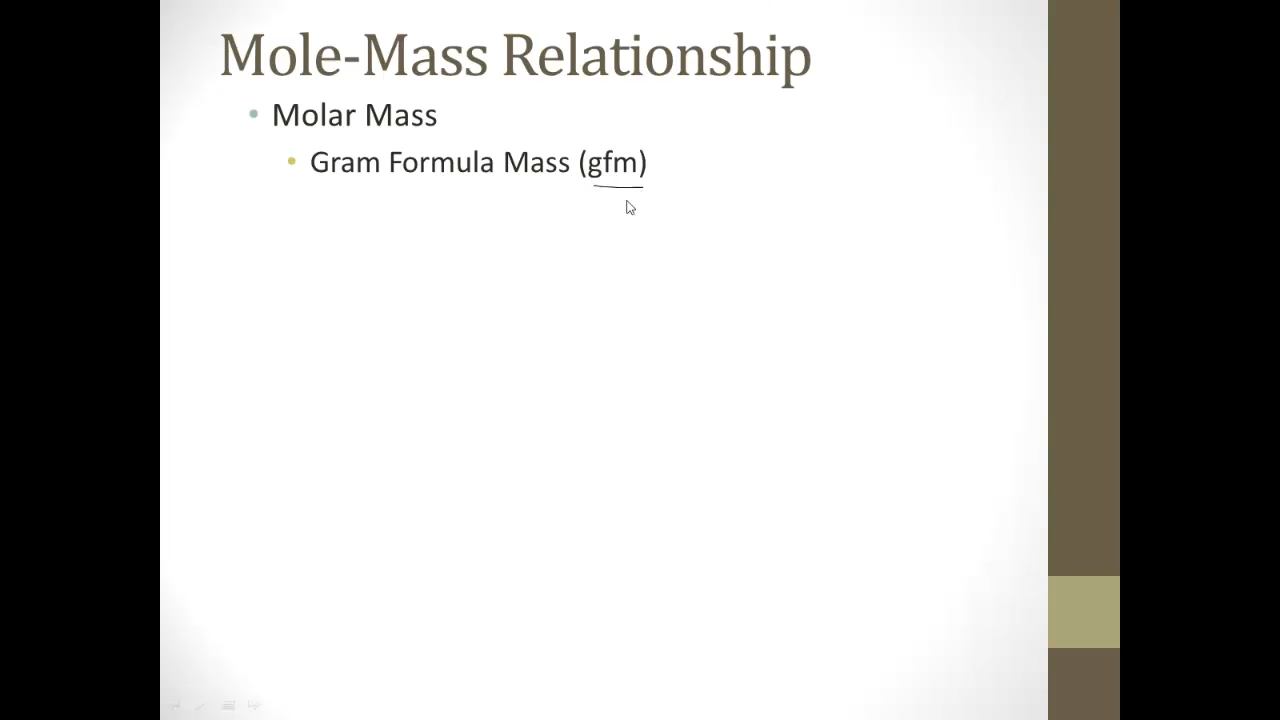 Mole-Mass Relationship
• Molar Mass
• Gram Formula Mass (gfm)